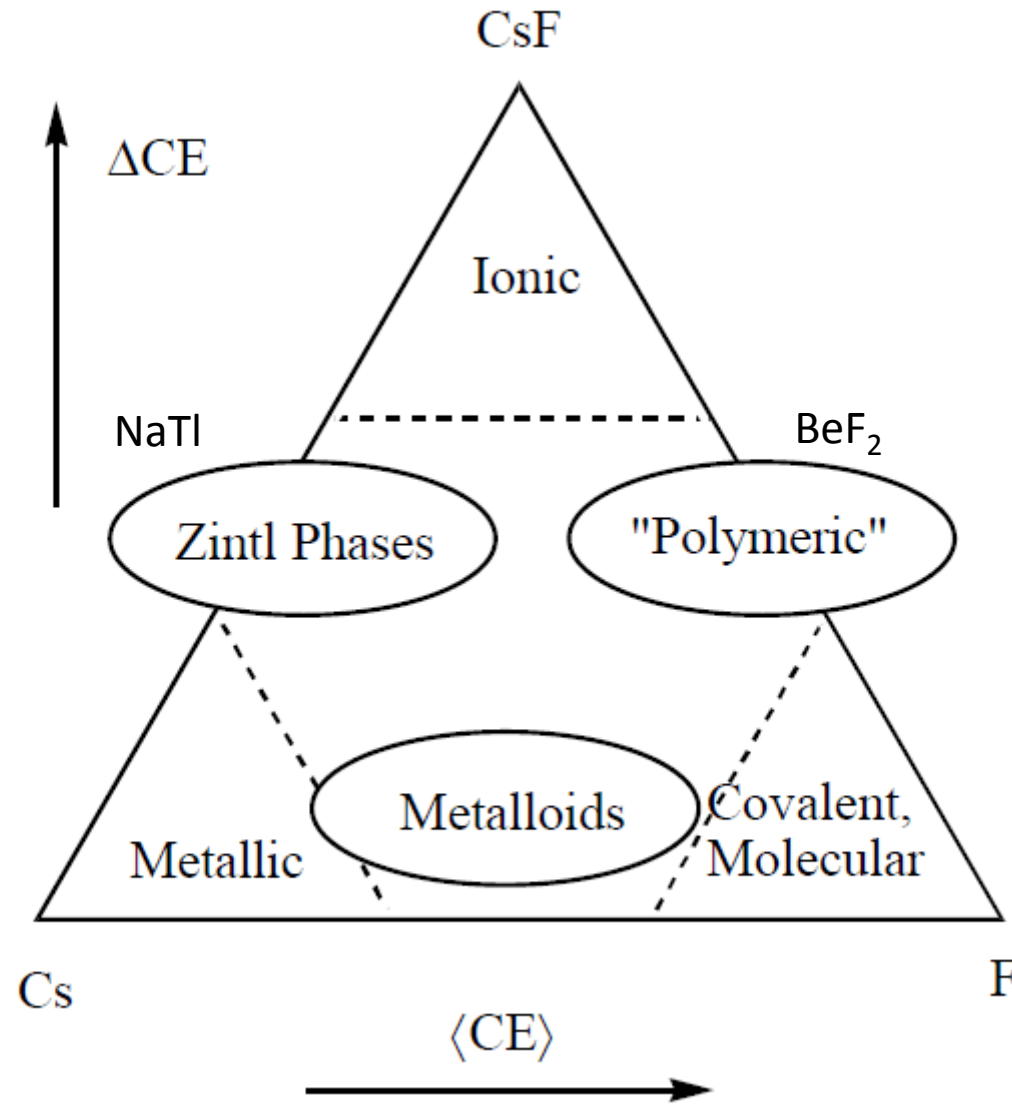 CsF
ΔCE
Ionic
NaTl
BeF₂
Zintl Phases
"Polymeric"
Metalloids
Covalent,
Molecular
Metallic
Cs
F
⟨CE⟩